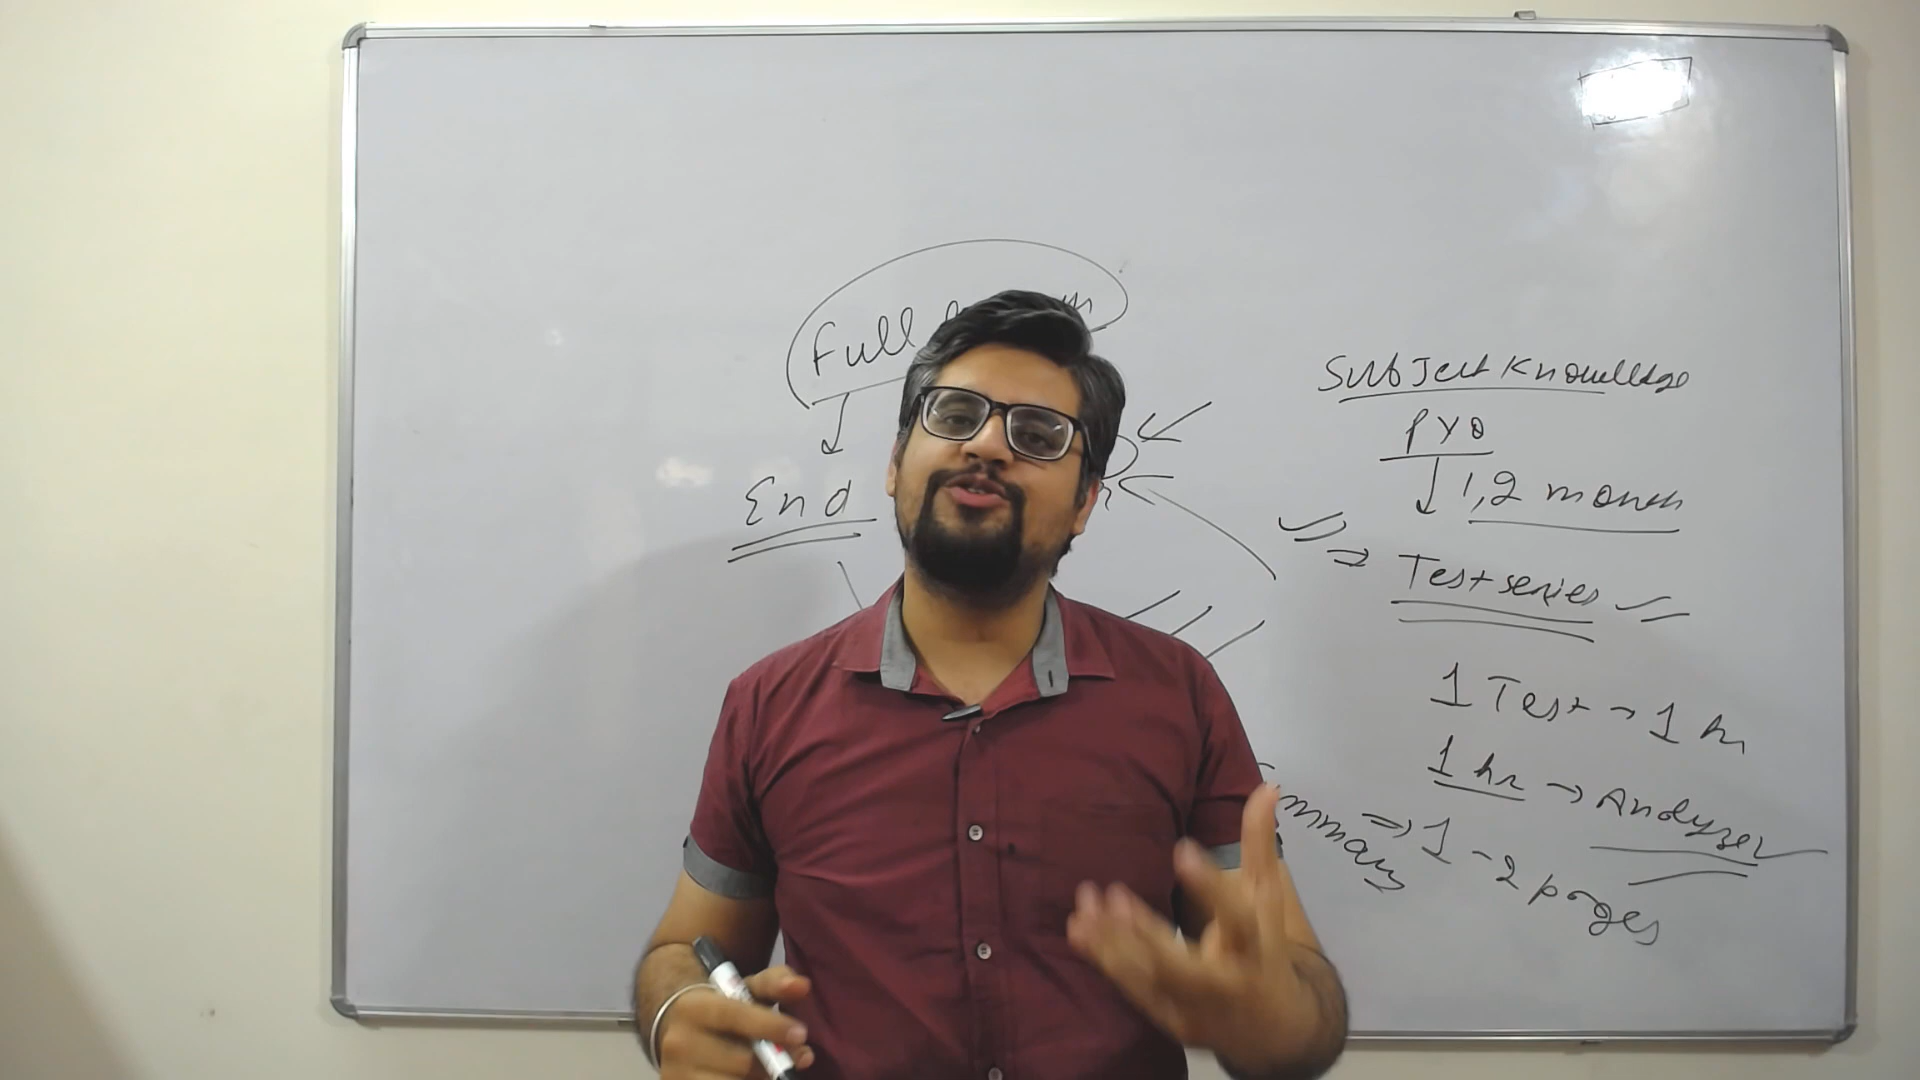 Full
End
Subject Knowledge
PYQ
1,2 month
Test series
1 Test → 1 hr
1 hr → Analyzer
⇒ 1 - 2 pages